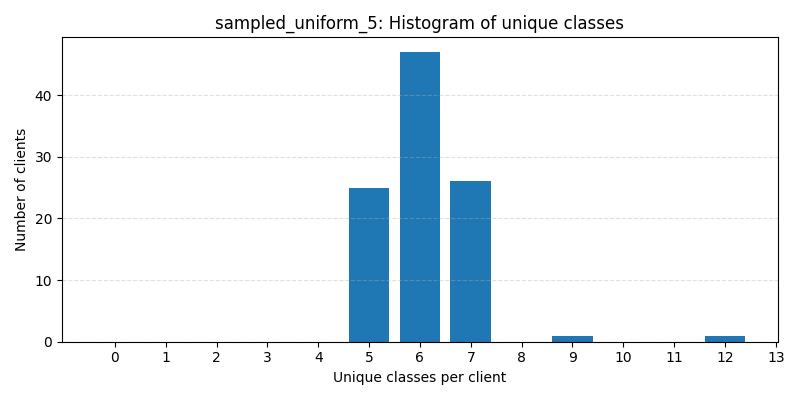 sampled_uniform_5: Histogram of unique classes
Number of clients
40
30
20
10
0
0 1 2 3 4 5 6 7 8 9 10 11 12 13
Unique classes per client